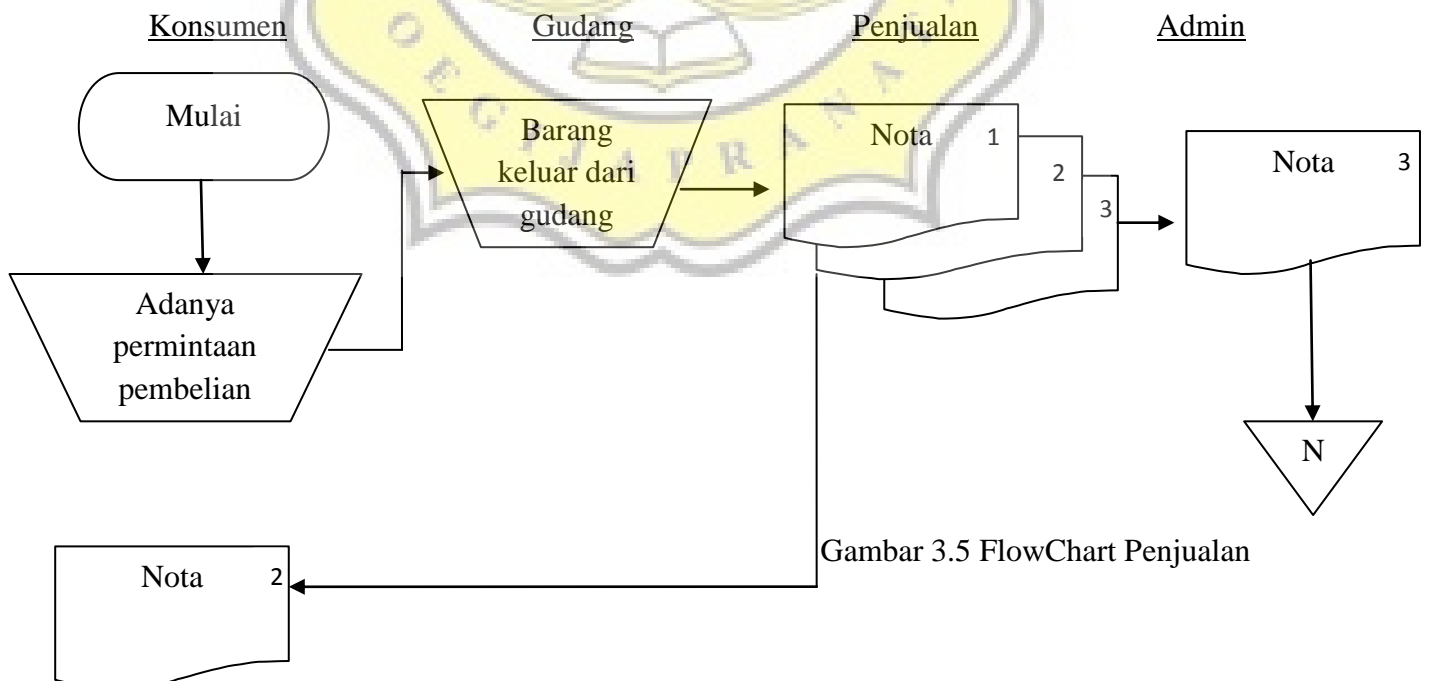 Konsumen
Gudang
Penjualan
Admin
Mulai
Barang
keluar dari
gudang
Nota 1
2
3
Nota 3
Adanya
permintaan
pembelian
N
Gambar 3.5 FlowChart Penjualan
Nota 2
OEGIJAPRANA